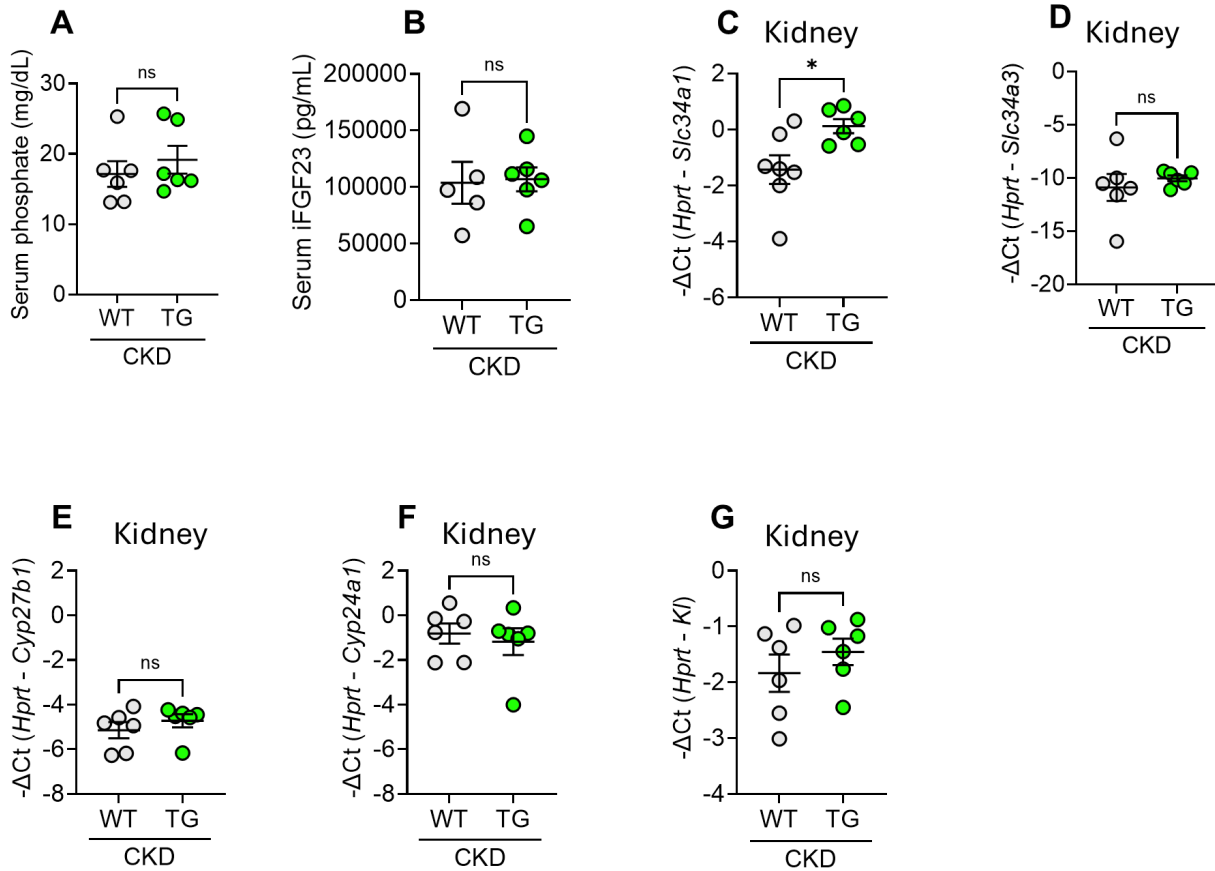 A
Serum phosphate (mg/dL)
30
20
10
0
ns
WT TG
CKD
B
Serum iFGF23 (pg/mL)
200000
150000
100000
50000
0
ns
WT TG
CKD
C
Kidney
-ΔCt (Hprt - Slc34a1)
2
0
-2
-4
-6
*
WT TG
CKD
D
Kidney
-ΔCt (Hprt - Slc34a3)
0
-5
-10
-15
-20
ns
WT TG
CKD
E
Kidney
-ΔCt (Hprt - Cyp27b1)
2
0
-2
-4
-6
-8
ns
WT TG
CKD
F
Kidney
-ΔCt (Hprt - Cyp24a1)
2
0
-2
-4
-6
-8
ns
WT TG
CKD
G
Kidney
-ΔCt (Hprt - Kl)
0
-1
-2
-3
-4
ns
WT TG
CKD